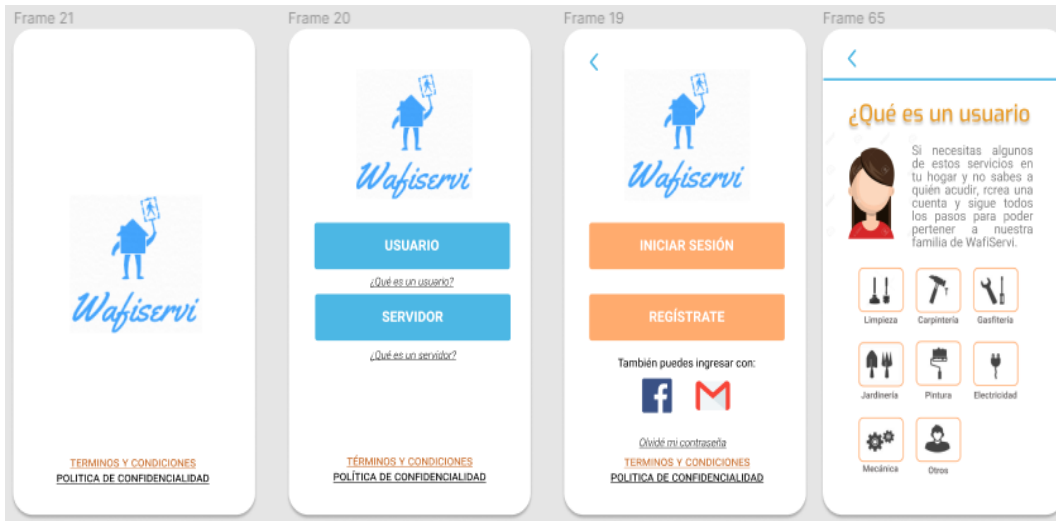 Frame 21
Wafiservi
TERMINOS Y CONDICIONES
POLITICA DE CONFIDENCIALIDAD
Frame 20
Wafiservi
USUARIO
¿Qué es un usuario?
SERVIDOR
¿Qué es un servidor?
TÉRMINOS Y CONDICIONES
POLÍTICA DE CONFIDENCIALIDAD
Frame 19
Wafiservi
INICIAR SESIÓN
REGÍSTRATE
También puedes ingresar con:
Olvidé mi contraseña
TERMINOS Y CONDICIONES
POLITICA DE CONFIDENCIALIDAD
Frame 65
¿Qué es un usuario
Si necesitas algunos
de estos servicios en
tu hogar y no sabes a
quién acudir, rcrea una
cuenta y sigue todos
los pasos para poder
pertener a nuestra
familia de WafiServi.
Limpieza Carpintería Gasfitería
Jardinería Pintura Electricidad
Mecánica Otros